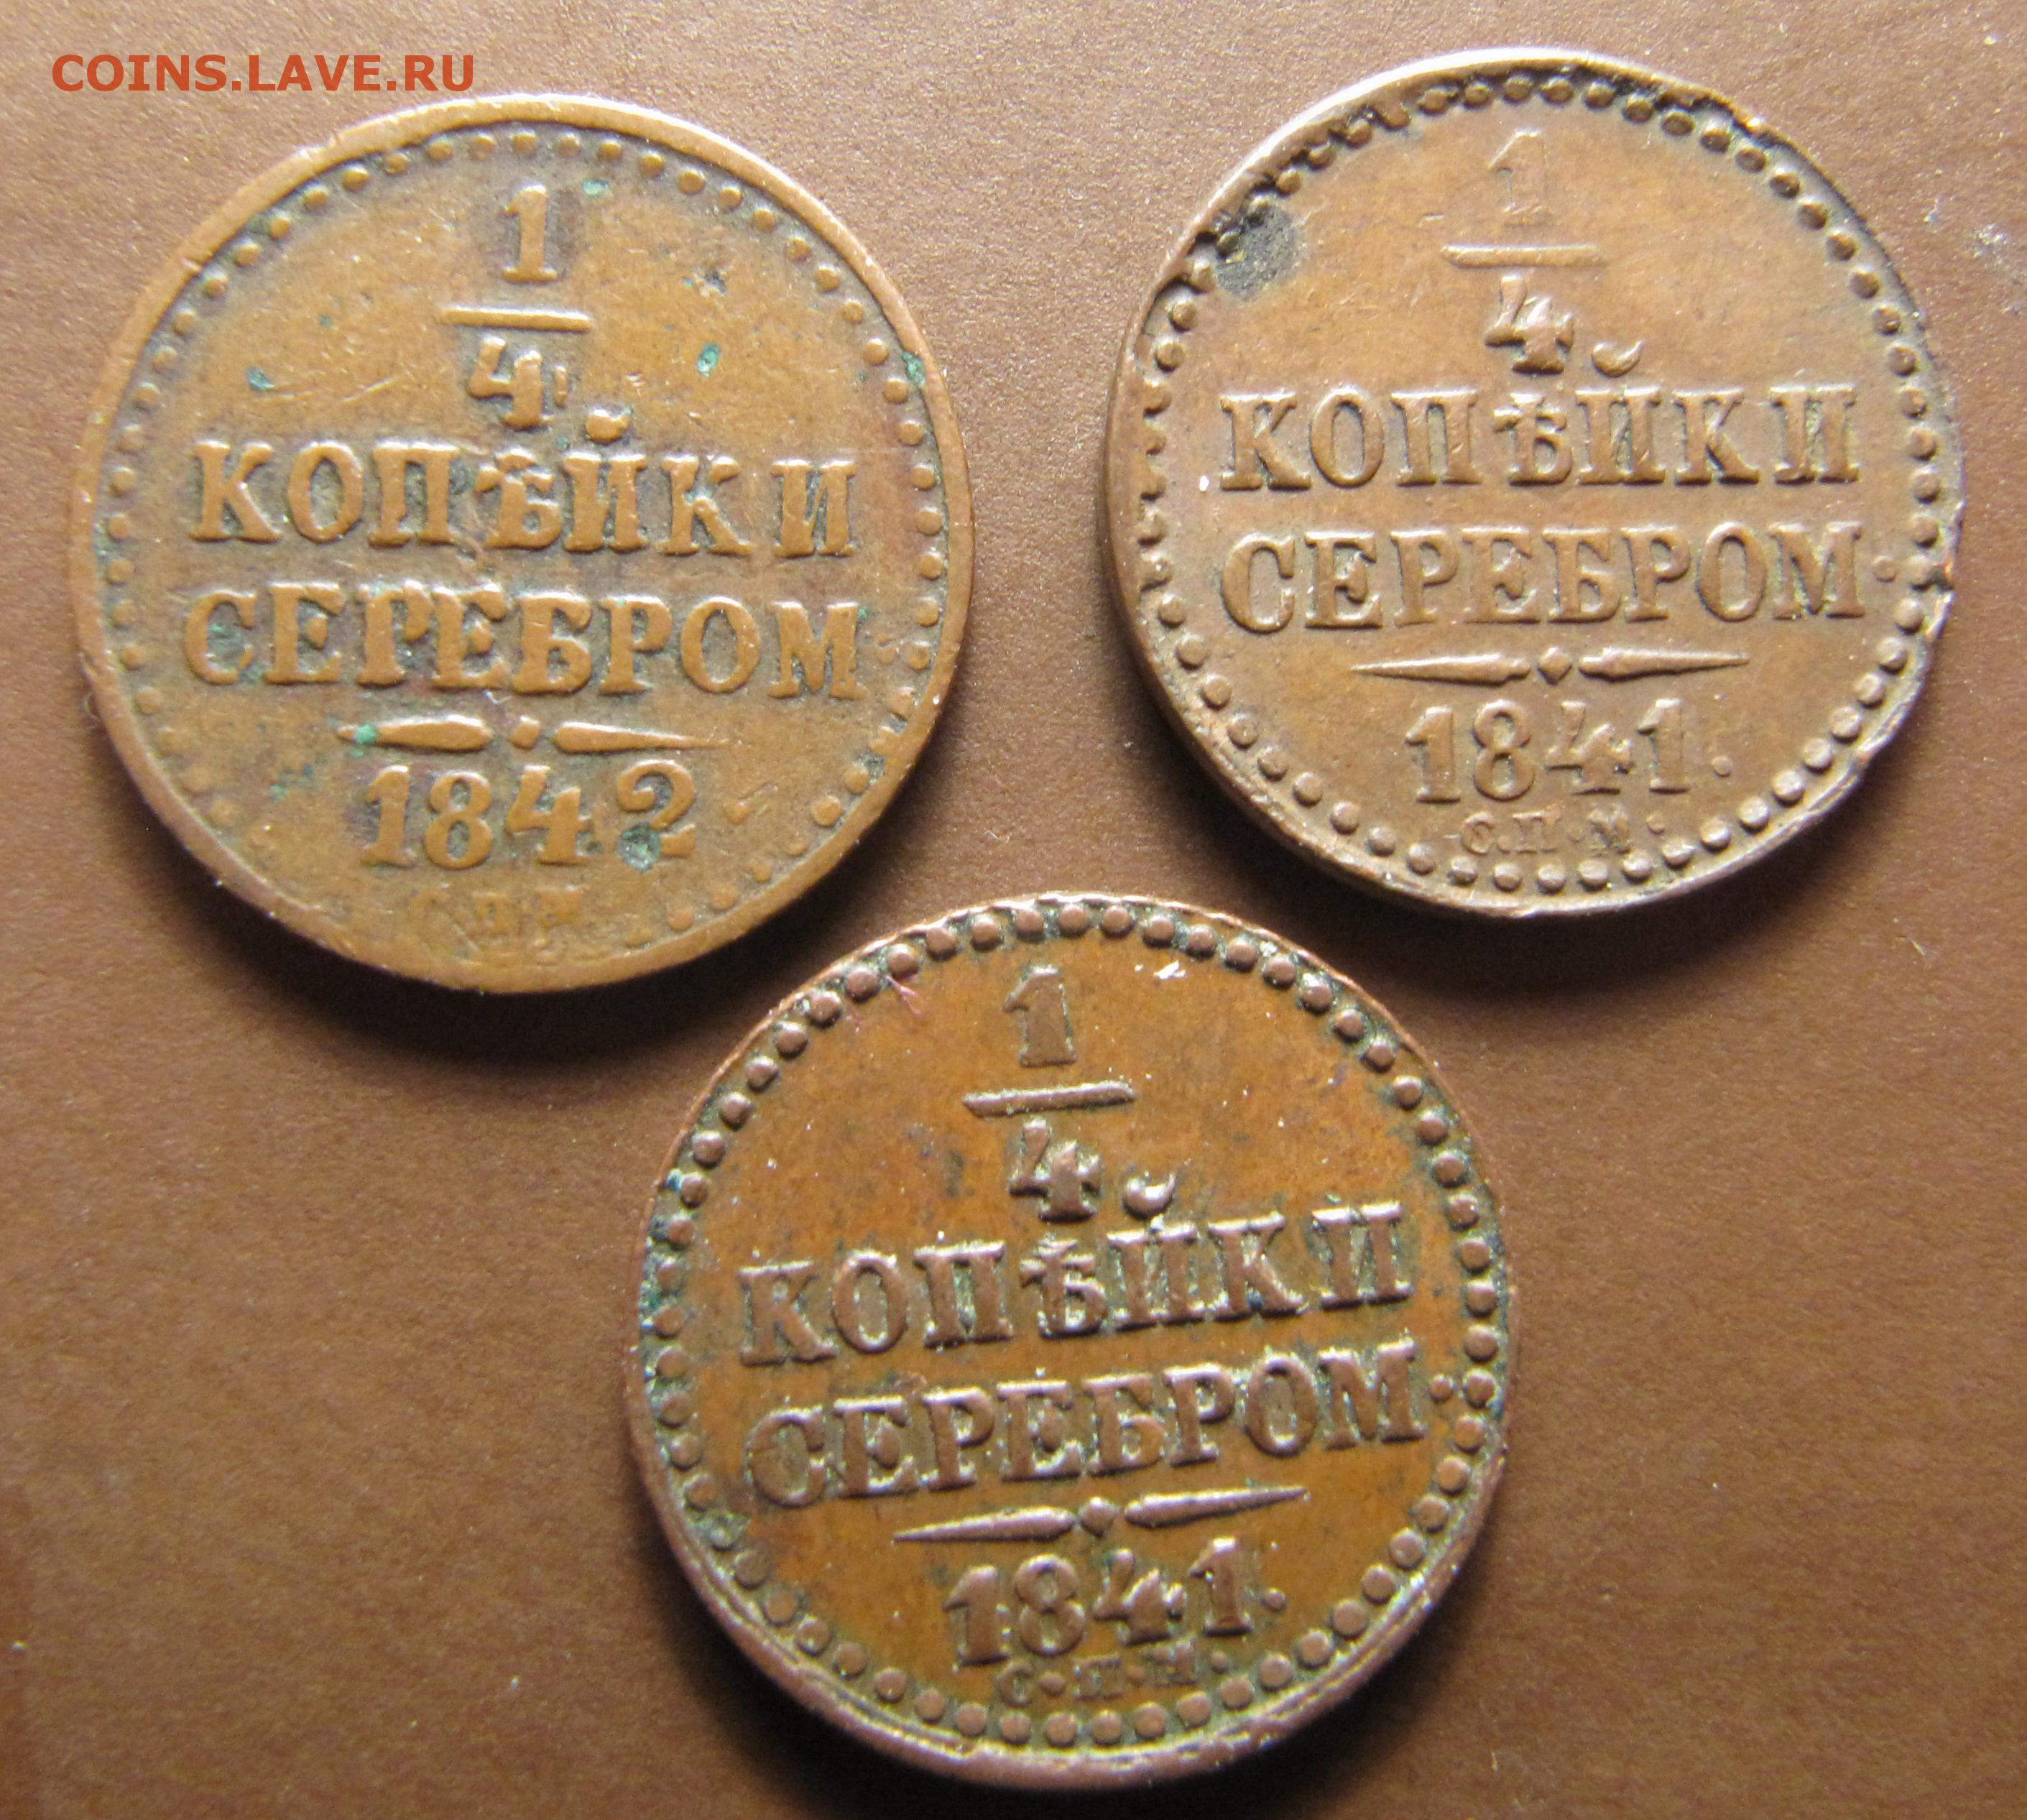 COINS.LAVE.RU
1
4.
КОПѢЙКИ
СЕРЕБРОМ
1842
С.П.М
1
4.
КОПѢЙКИ
СЕРЕБРОМ.
1841.
С.П.М.
1
4.
КОПѢЙКИ
СЕРЕБРОМ.
1841.
С.П.М.